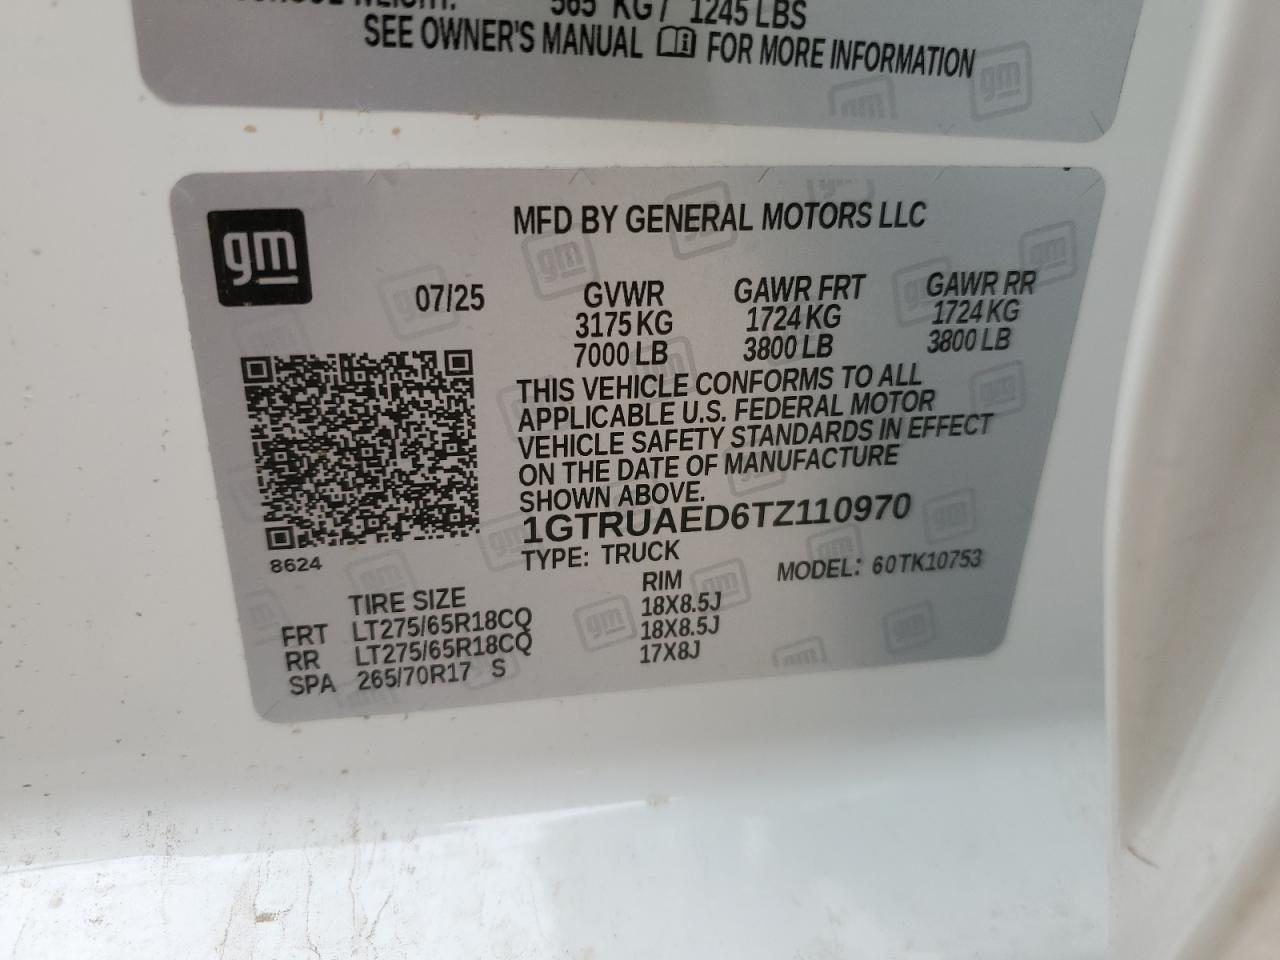 565 KG / 1245 LBS
SEE OWNER'S MANUAL FOR MORE INFORMATION
gm
MFD BY GENERAL MOTORS LLC
07/25 GVWR GAWR FRT GAWR RR
3175 KG 1724 KG 1724 KG
7000 LB 3800 LB 3800 LB
THIS VEHICLE CONFORMS TO ALL
APPLICABLE U.S. FEDERAL MOTOR
VEHICLE SAFETY STANDARDS IN EFFECT
ON THE DATE OF MANUFACTURE
SHOWN ABOVE.
1GTRUAED6TZ110970
TYPE: TRUCK MODEL: 60TK10753
8624
TIRE SIZE RIM
FRT LT275/65R18CQ 18X8.5J
RR LT275/65R18CQ 18X8.5J
SPA 265/70R17 S 17X8J